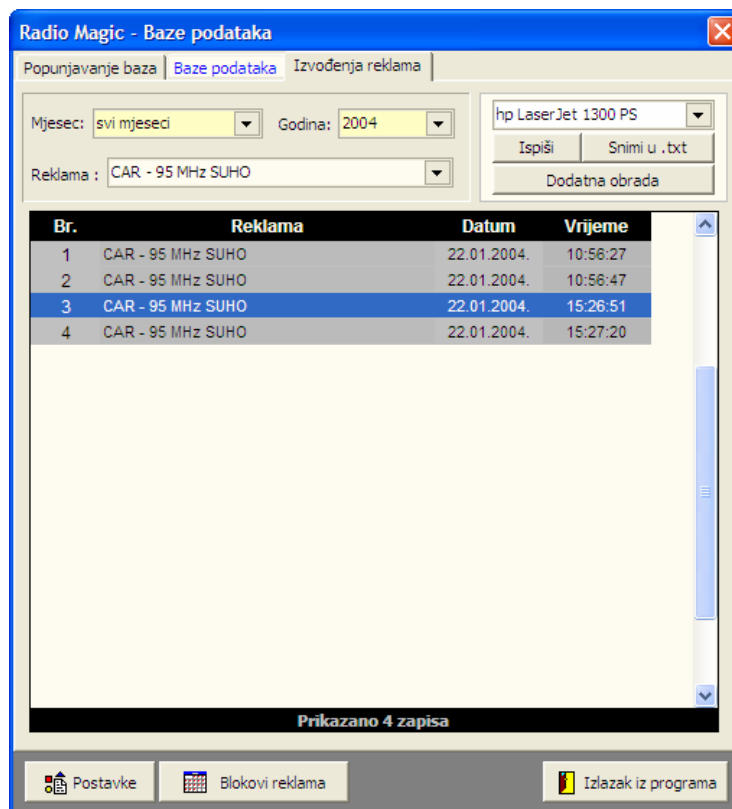 Radio Magic - Baze podataka
Popunjavanje baza Baze podataka Izvođenja reklama
Mjesec: svi mjeseci Godina: 2004 hp LaserJet 1300 PS
Ispiši Snimi u .txt
Reklama : CAR - 95 MHz SUHO Dodatna obrada
Br. Reklama Datum Vrijeme
1 CAR - 95 MHz SUHO 22.01.2004. 10:56:27
2 CAR - 95 MHz SUHO 22.01.2004. 10:56:47
3 CAR - 95 MHz SUHO 22.01.2004. 15:26:51
4 CAR - 95 MHz SUHO 22.01.2004. 15:27:20
Prikazano 4 zapisa
Postavke Blokovi reklama Izlazak iz programa